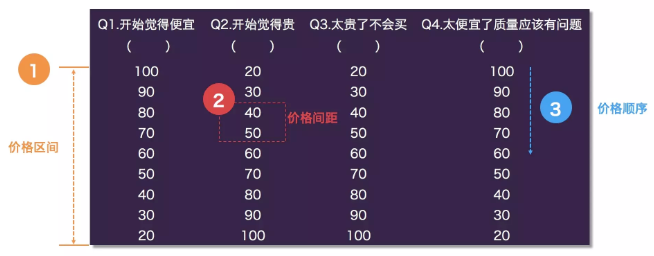 Q1.开始觉得便宜 Q2.开始觉得贵 Q3.太贵了不会买 Q4.太便宜了质量应该有问题
( ) ( ) ( ) ( )
1 100 20 20 100
90 30 30 90
2 80 40 40 80 3 价格顺序
价格间距
70 50 50 70
价格区间 60 60 60 60
50 70 70 50
40 80 80 40
30 90 90 30
20 100 100 20